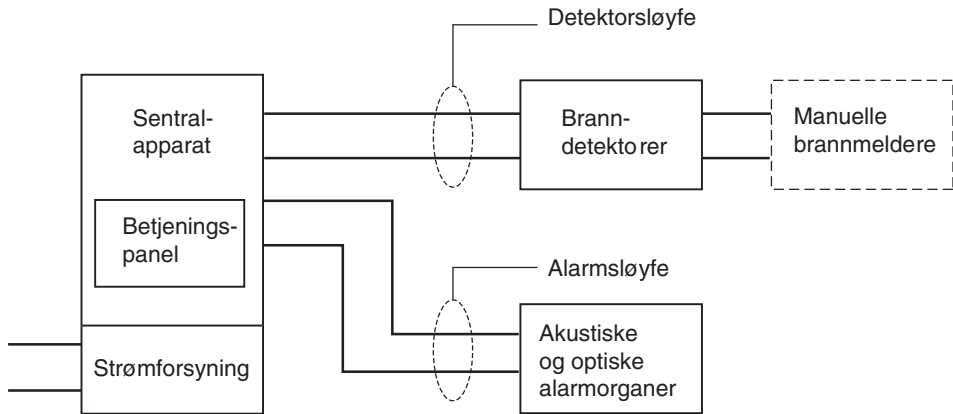 Detektorsløyfe
Sentral-
apparat
Brann-
detektorer
Manuelle
brannmeldere
Betjenings-
panel
Alarmsløyfe
Akustiske
og optiske
alarmorganer
Strømforsyning